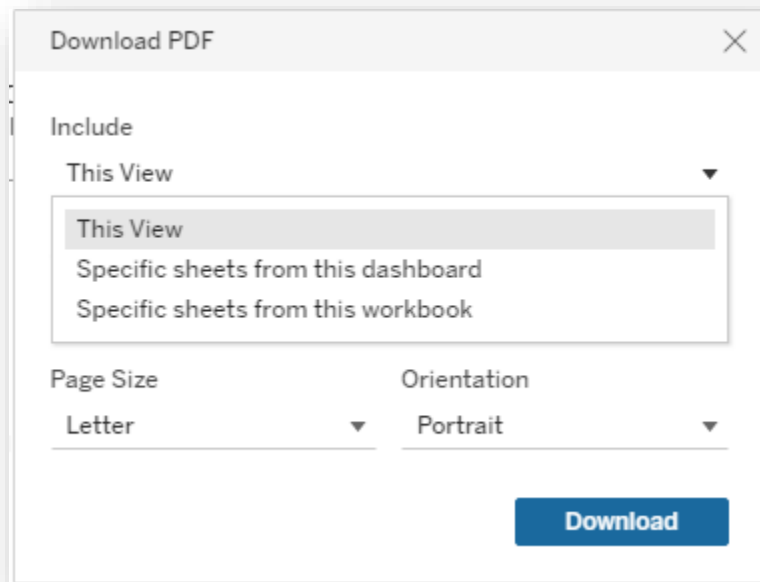 Download PDF
Include
This View
This View
Specific sheets from this dashboard
Specific sheets from this workbook
Page Size Orientation
Letter Portrait
Download